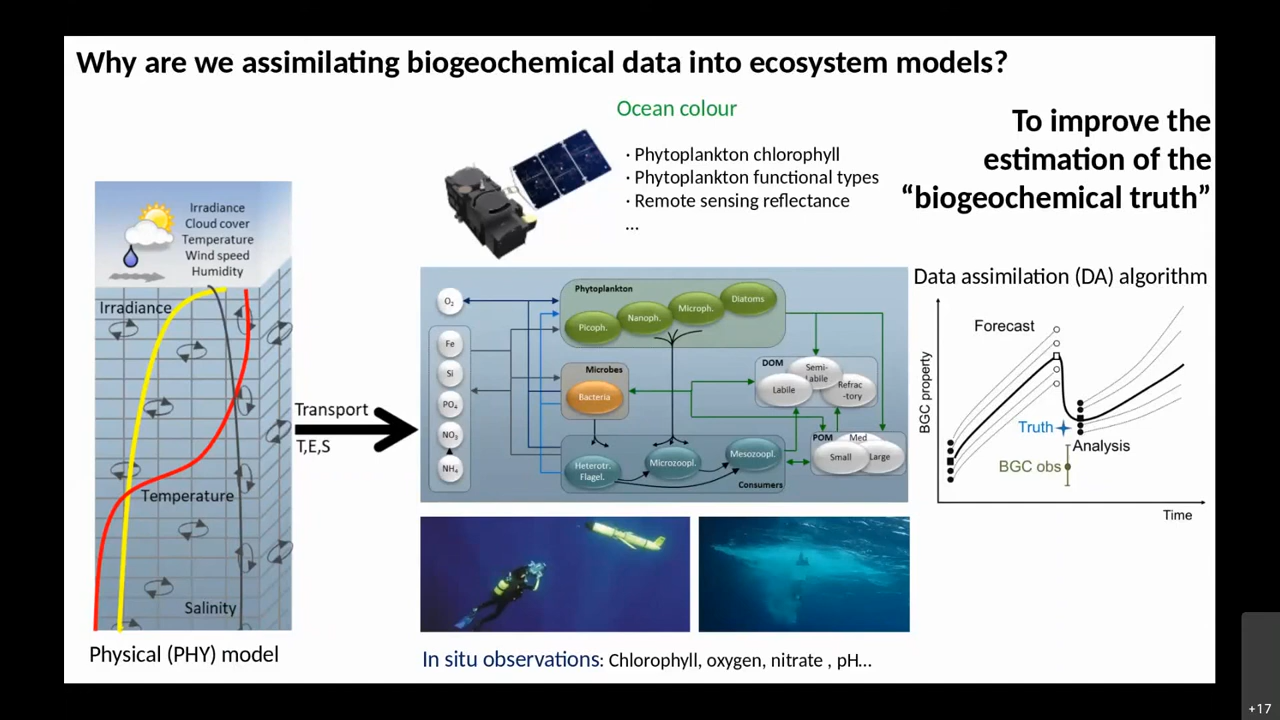 Why are we assimilating biogeochemical data into ecosystem models?
Ocean colour
· Phytoplankton chlorophyll
· Phytoplankton functional types
· Remote sensing reflectance
...
To improve the
estimation of the
“biogeochemical truth”
Irradiance
Cloud cover
Temperature
Wind speed
Humidity
Irradiance
Temperature
Salinity
Physical (PHY) model
Transport
T,E,S
O₂
Fe
Si
PO₄
NO₃
NH₄
Phytoplankton
Picoph.
Nanoph.
Microph.
Diatoms
Microbes
Bacteria
DOM
Labile
Semi-
Labile
Refrac
-tory
POM
Small
Med
Large
Heterotr.
Flagel.
Microzoopl.
Mesozoopl.
Consumers
Data assimilation (DA) algorithm
BGC property
Forecast
Truth
Analysis
BGC obs
Time
In situ observations: Chlorophyll, oxygen, nitrate , pH...
+17